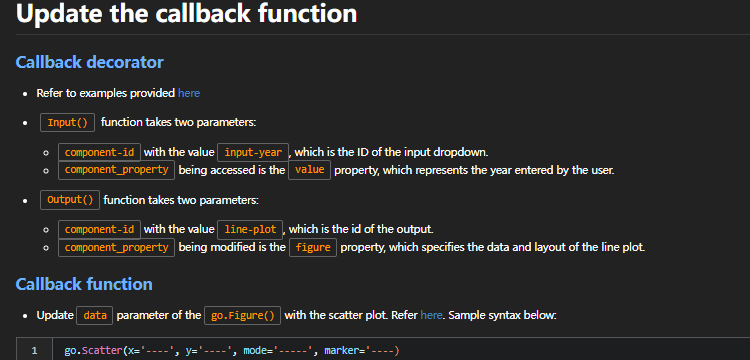 Update the callback function
Callback decorator
Refer to examples provided here
Input() function takes two parameters:
component-id with the value input-year, which is the ID of the input dropdown.
component_property being accessed is the value property, which represents the year entered by the user.
Output() function takes two parameters:
component-id with the value line-plot, which is the id of the output.
component_property being modified is the figure property, which specifies the data and layout of the line plot.
Callback function
Update data parameter of the go.Figure() with the scatter plot. Refer here. Sample syntax below:
1 go.Scatter(x='----', y='----', mode='-----', marker='----)